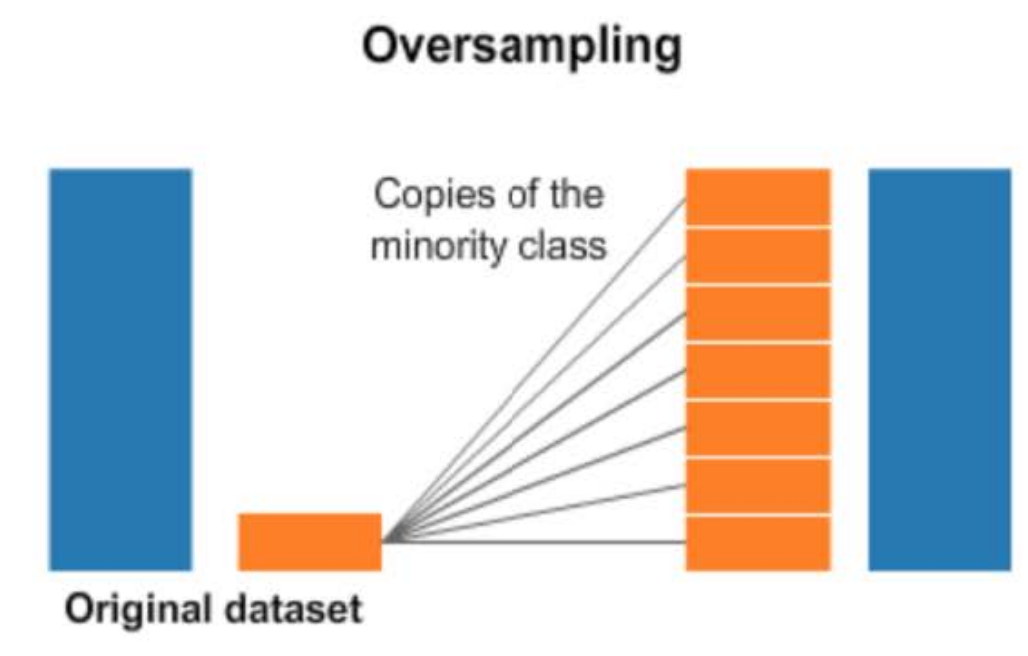 Oversampling
Copies of the
minority class
Original dataset